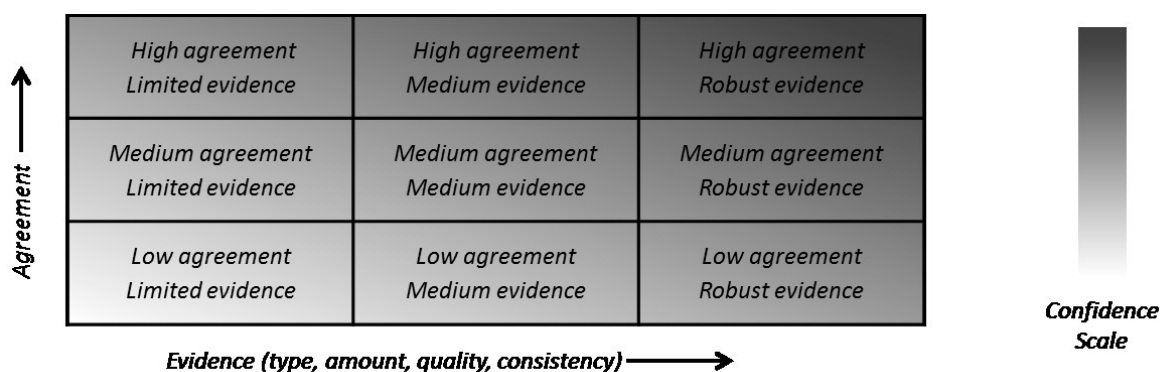 High agreement
Limited evidence
High agreement
Medium evidence
High agreement
Robust evidence
Medium agreement
Limited evidence
Medium agreement
Medium evidence
Medium agreement
Robust evidence
Low agreement
Limited evidence
Low agreement
Medium evidence
Low agreement
Robust evidence
Agreement
Evidence (type, amount, quality, consistency)
Confidence
Scale